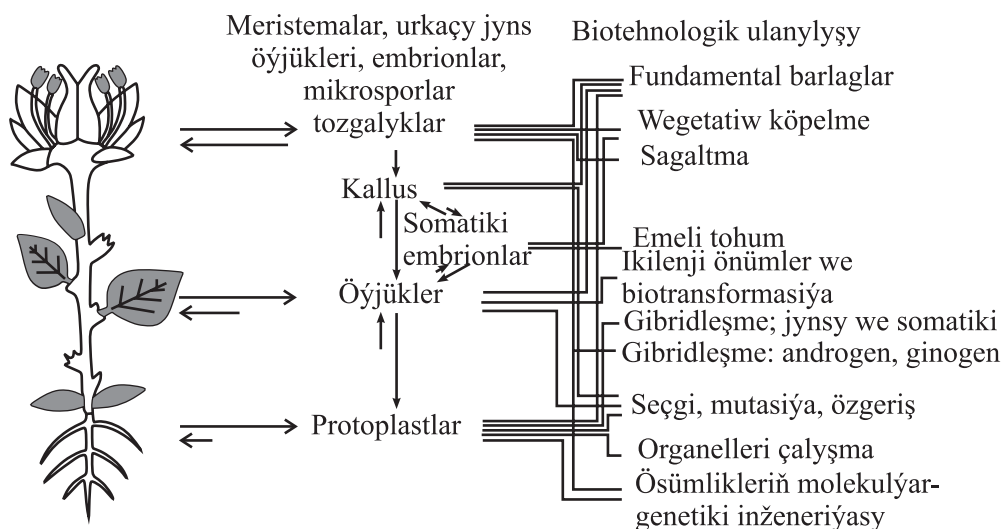 Meristemalar, urkaçy jyns
öýjükleri, embrionlar,
mikrosporlar
tozgalyklar
Kallus
Somatiki
embrionlar
Öýjükler
Protoplastlar
Biotehnologik ulanylyşy
Fundamental barlaglar
Wegetatiw köpelme
Sagaltma
Emeli tohum
Ikilenji önümler we
biotransformasiýa
Gibridleşme; jynsy we somatiki
Gibridleşme: androgen, ginogen
Seçgi, mutasiýa, özgeriş
Organelleri çalyşma
Ösümlikleriň molekulýar-
genetiki inženeriýasy